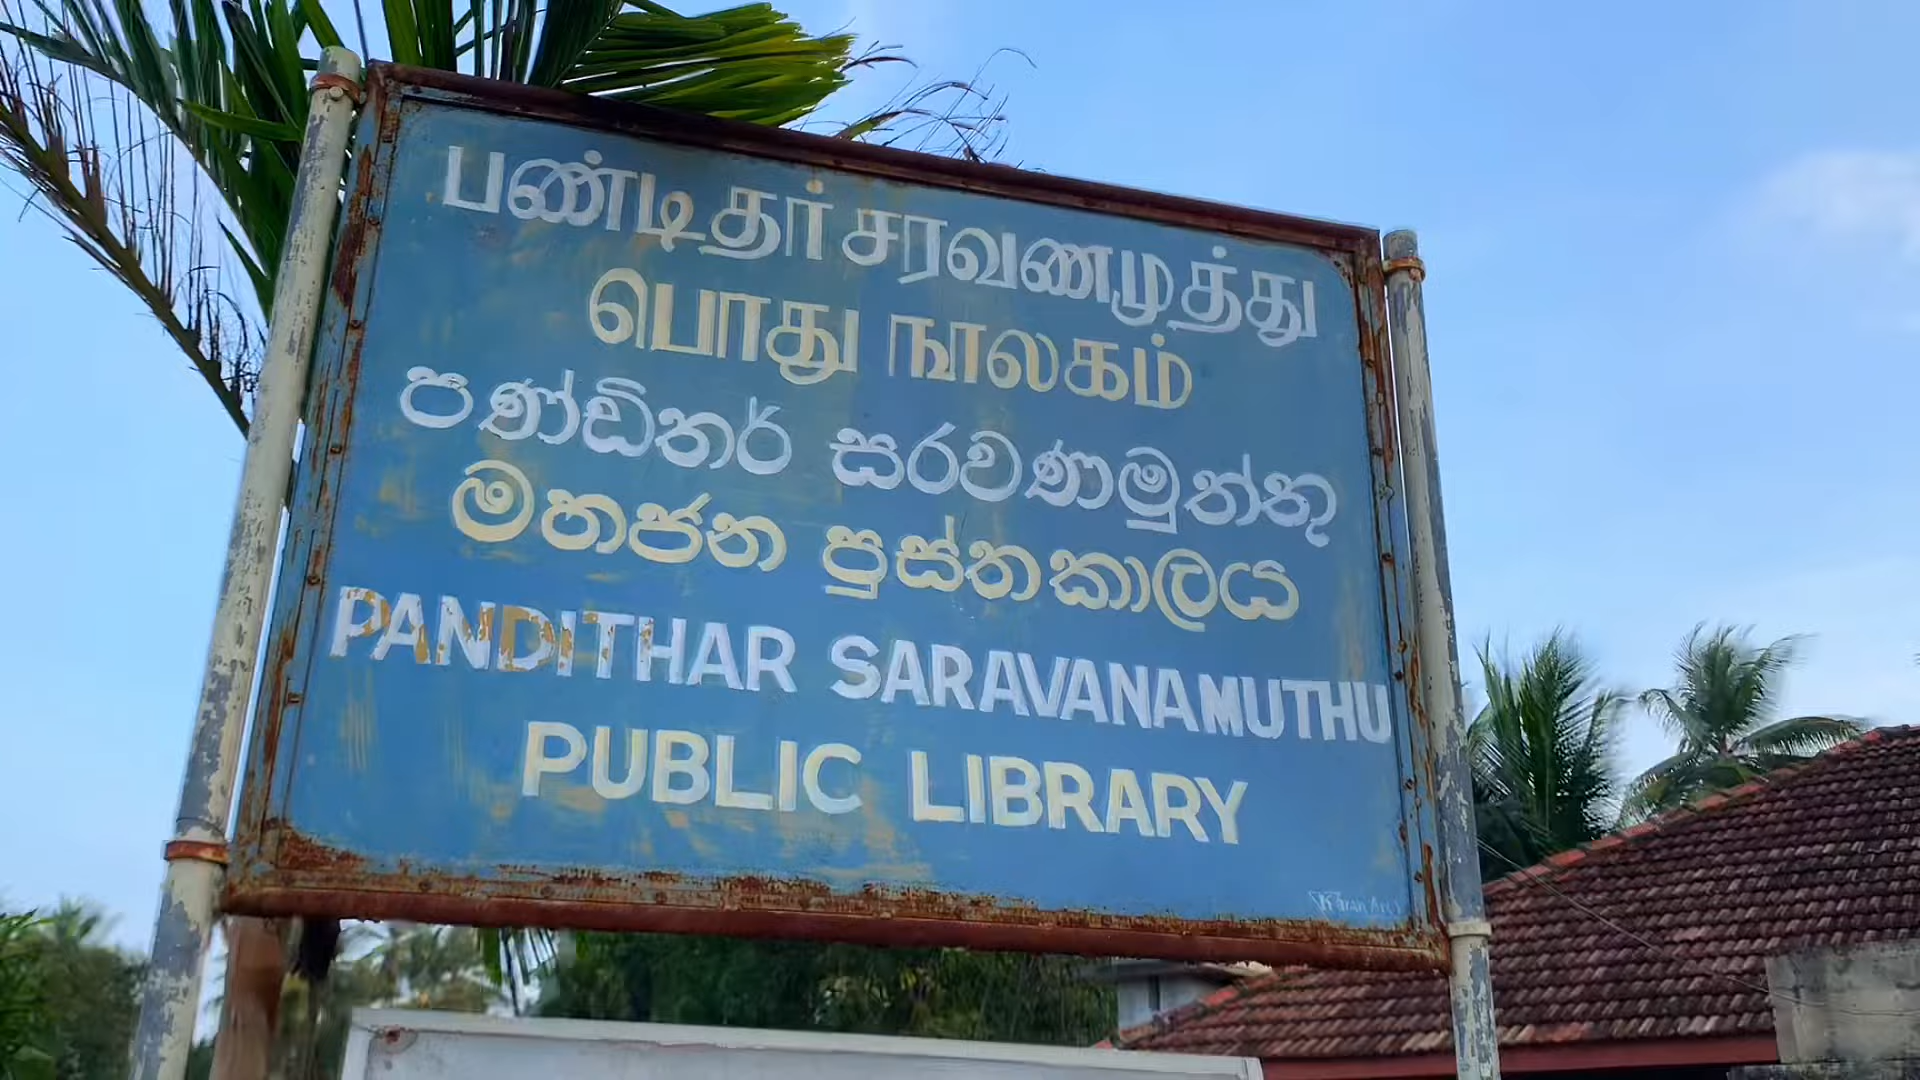 பண்டிதர் சரவணமுத்து
பொது நூலகம்
පණ්ඩිතර් සරවණමුත්තු
මහජන පුස්තකාලය
PANDITHAR SARAVANAMUTHU
PUBLIC LIBRARY